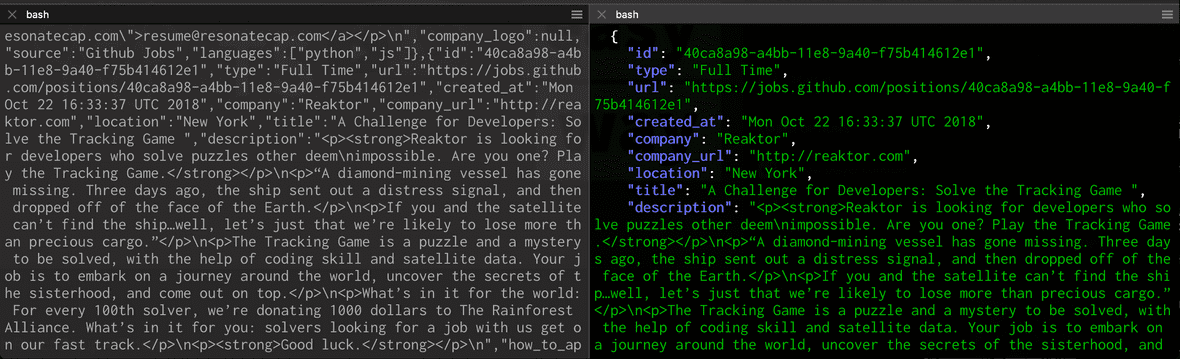 bash
esonatecap.com\">resume@resonatecap.com</a></p>\n","company_logo":null,
"source":"Github Jobs","languages":["python","js"]},{"id":"40ca8a98-a4b
b-11e8-9a40-f75b414612e1","type":"Full Time","url":"https://jobs.github
.com/positions/40ca8a98-a4bb-11e8-9a40-f75b414612e1","created_at":"Mon
Oct 22 16:33:37 UTC 2018","company":"Reaktor","company_url":"http://rea
ktor.com","location":"New York","title":"A Challenge for Developers: So
lve the Tracking Game ","description":"<p><strong>Reaktor is looking fo
r developers who solve puzzles other deem\nimpossible. Are you one? Pla
y the Tracking Game.</strong></p>\n<p>“A diamond-mining vessel has gone
 missing. Three days ago, the ship sent out a distress signal, and then
 dropped off of the face of the Earth.</p>\n<p>If you and the satellite
 can’t find the ship…well, let’s just that we’re likely to lose more th
an precious cargo.”</p>\n<p>The Tracking Game is a puzzle and a mystery
 to be solved, with the help of coding skill and satellite data. Your j
ob is to embark on a journey around the world, uncover the secrets of t
he sisterhood, and come out on top.</p>\n<p>What’s in it for the world:
 For every 100th solver, we’re donating 1000 dollars to The Rainforest
Alliance. What’s in it for you: solvers looking for a job with us get o
n our fast track.</p>\n<p><strong>Good luck.</strong></p>\n","how_to_ap
bash
{
"id": "40ca8a98-a4bb-11e8-9a40-f75b414612e1",
"type": "Full Time",
"url": "https://jobs.github.com/positions/40ca8a98-a4bb-11e8-9a40-f
75b414612e1",
"created_at": "Mon Oct 22 16:33:37 UTC 2018",
"company": "Reaktor",
"company_url": "http://reaktor.com",
"location": "New York",
"title": "A Challenge for Developers: Solve the Tracking Game ",
"description": "<p><strong>Reaktor is looking for developers who so
lve puzzles other deem\nimpossible. Are you one? Play the Tracking Game
.</strong></p>\n<p>“A diamond-mining vessel has gone missing. Three day
s ago, the ship sent out a distress signal, and then dropped off of the
 face of the Earth.</p>\n<p>If you and the satellite can’t find the shi
p…well, let’s just that we’re likely to lose more than precious cargo.”
</p>\n<p>The Tracking Game is a puzzle and a mystery to be solved, with
 the help of coding skill and satellite data. Your job is to embark on
a journey around the world, uncover the secrets of the sisterhood, and